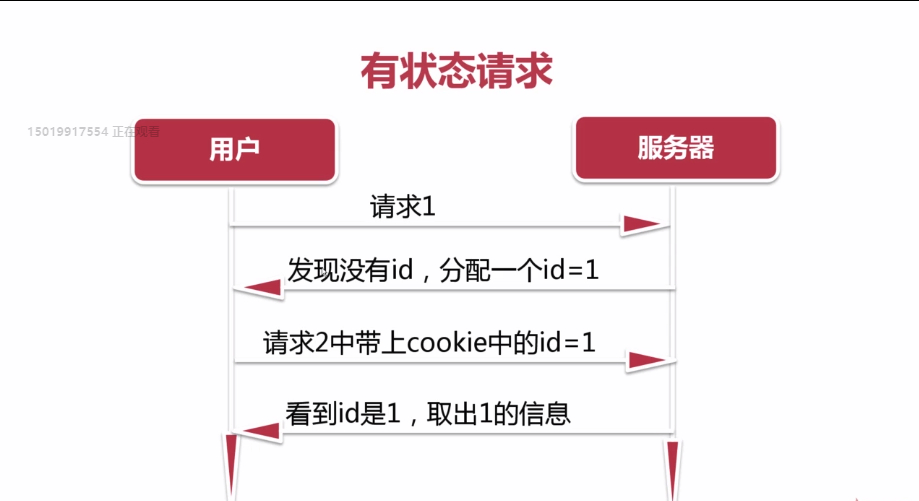 有状态请求
15019917554 正在观看
用户
服务器
请求1
发现没有id，分配一个id=1
请求2中带上cookie中的id=1
看到id是1，取出1的信息